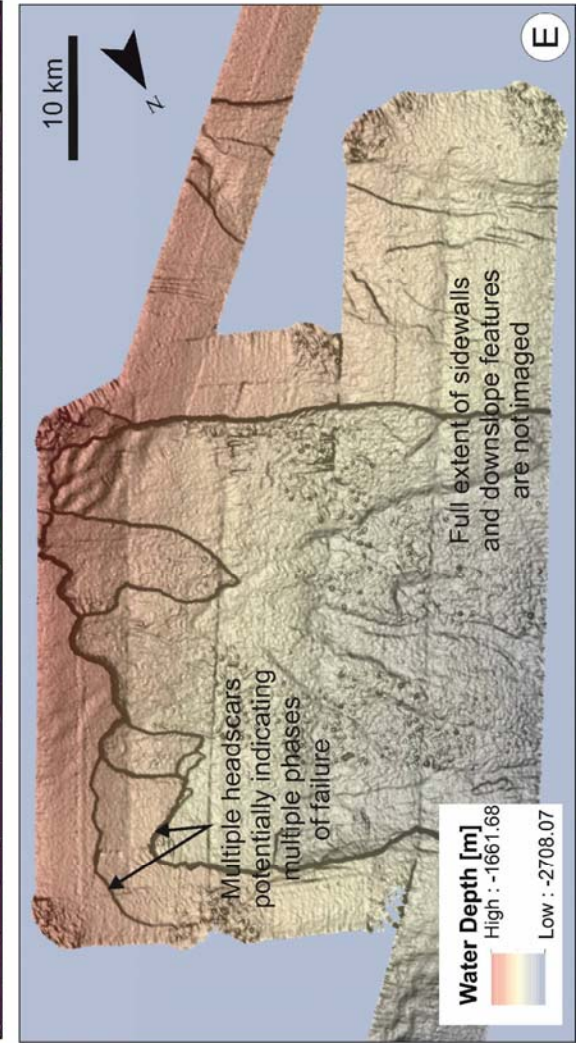 10 km
N
E
Multiple headscars
potentially indicating
multiple phases
of failure
Full extent of sidewalls
and downslope features
are not imaged
Water Depth [m]
High : -1661.68
Low : -2708.07